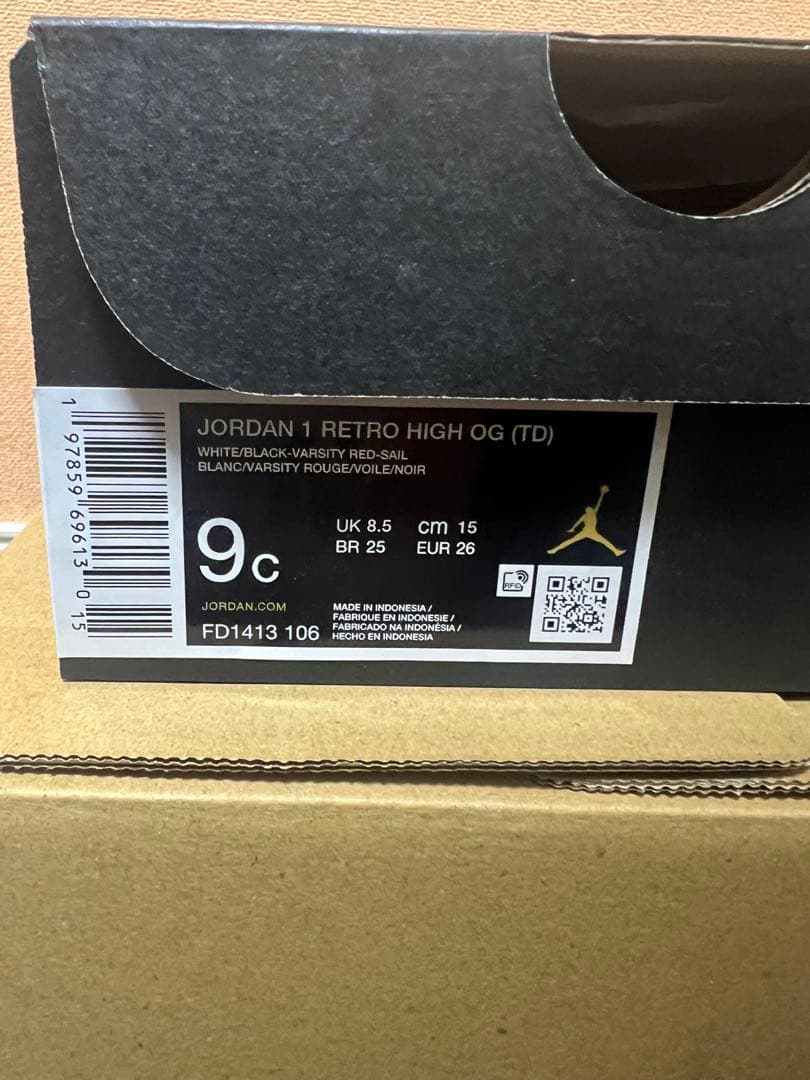 JORDAN 1 RETRO HIGH OG (TD)
WHITE/BLACK-VARSITY RED-SAIL
BLANC/VARSITY ROUGE/VOILE/NOIR
9c
UK 8.5 cm 15
BR 25 EUR 26
RFID
JORDAN.COM
FD1413 106
MADE IN INDONESIA /
FABRIQUE EN INDONESIE /
FABRICADO NA INDONÉSIA /
HECHO EN INDONESIA
1 97859 69613 0 15